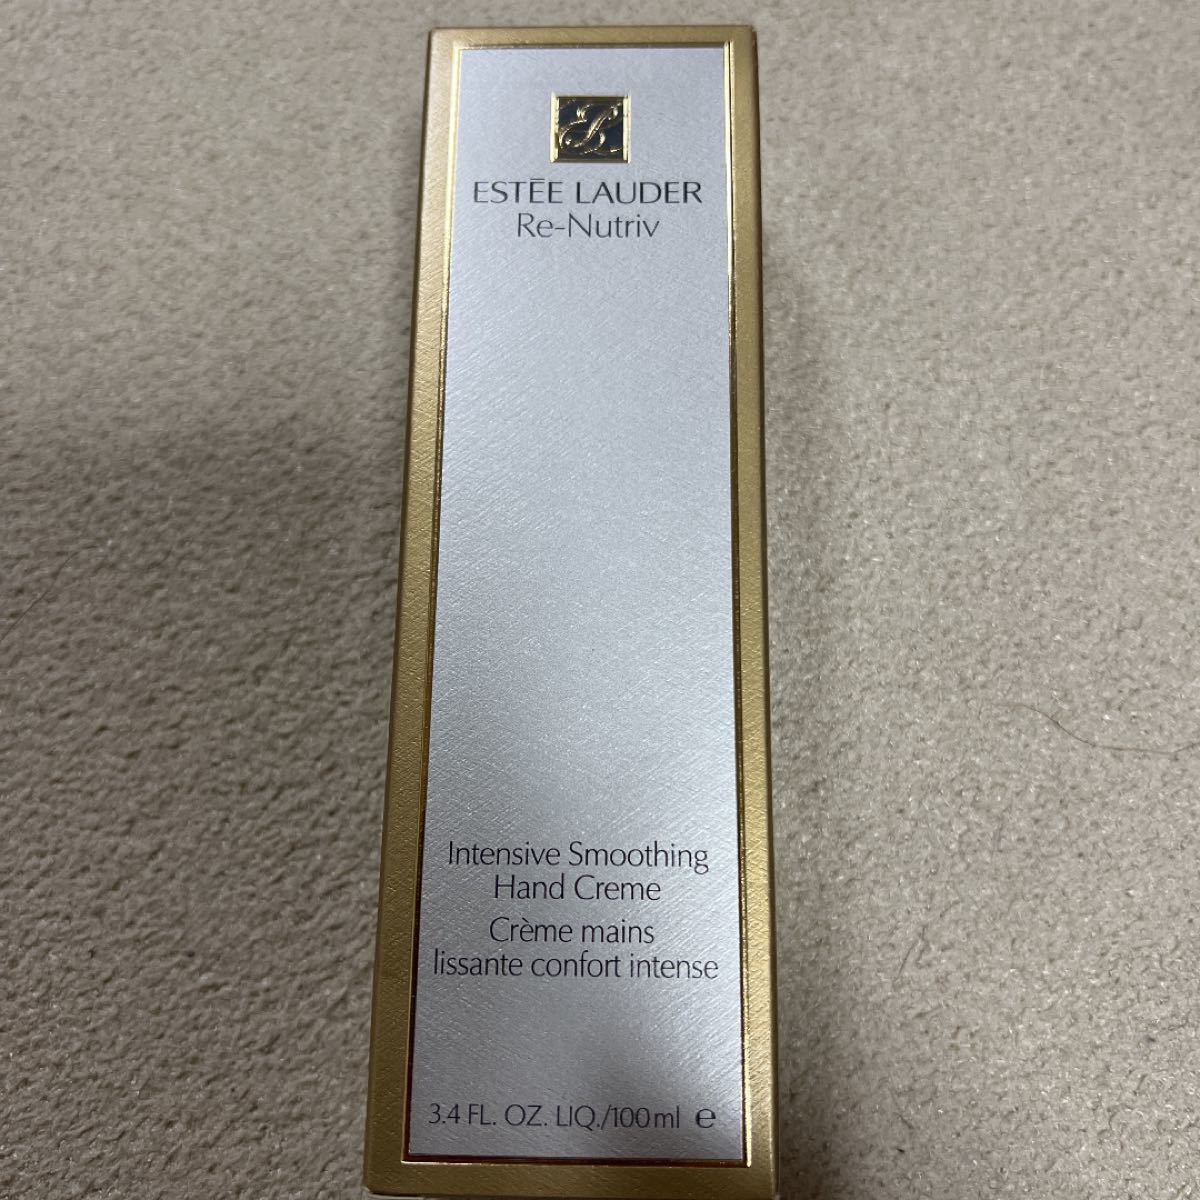 ESTĒE LAUDER
Re-Nutriv
Intensive Smoothing
Hand Creme
Crème mains
lissante confort intense
3.4 FL. OZ. LIQ./100ml ℮